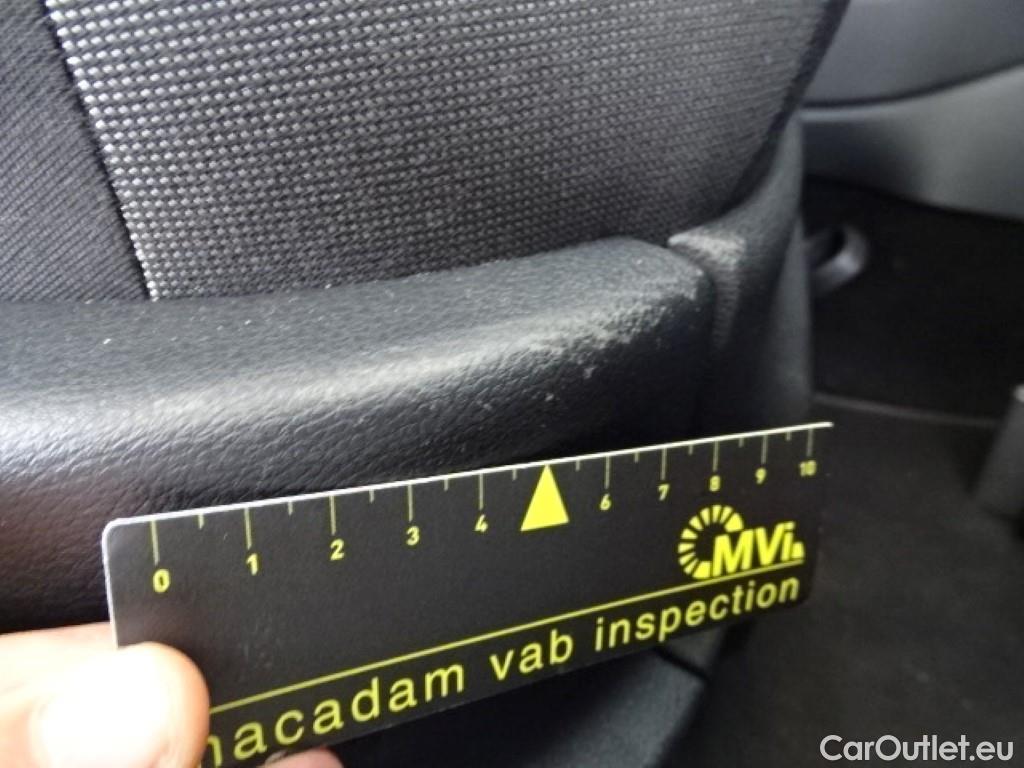 0 1 2 3 4 6 7 8 9 10
MVi
macadam vab inspection
CarOutlet.eu